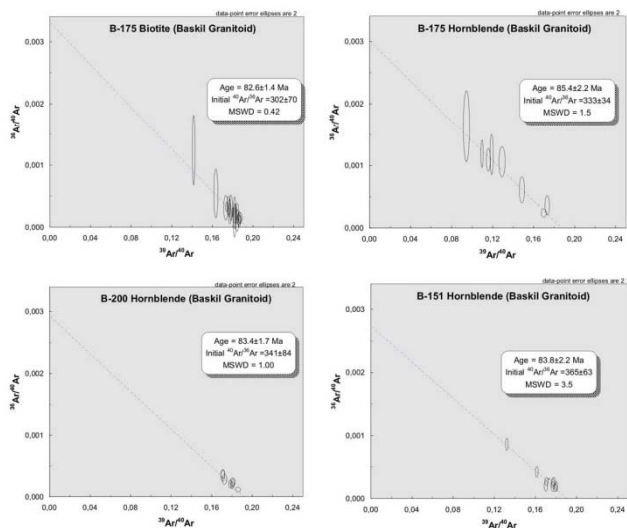 data-point error ellipses are 2
B-175 Biotite (Baskil Granitoid)
Age = 82.6±1.4 Ma
Initial ⁴⁰Ar/³⁶Ar =302±70
MSWD = 0.42
³⁶Ar/⁴⁰Ar
0,003
0,002
0,001
0,000
0,00 0,04 0,08 0,12 0,16 0,20 0,24
³⁹Ar/⁴⁰Ar
data-point error ellipses are 2
B-175 Hornblende (Baskil Granitoid)
Age = 85.4±2.2 Ma
Initial ⁴⁰Ar/³⁶Ar =333±34
MSWD = 1.5
³⁶Ar/⁴⁰Ar
0,003
0,002
0,001
0,000
0,00 0,04 0,08 0,12 0,16 0,20 0,24
³⁹Ar/⁴⁰Ar
data-point error ellipses are 2
B-200 Hornblende (Baskil Granitoid)
Age = 83.4±1.7 Ma
Initial ⁴⁰Ar/³⁶Ar =341±84
MSWD = 1.00
³⁶Ar/⁴⁰Ar
0,003
0,002
0,001
0,000
0,00 0,04 0,08 0,12 0,16 0,20 0,24
³⁹Ar/⁴⁰Ar
data-point error ellipses are 2
B-151 Hornblende (Baskil Granitoid)
Age = 83.8±2.2 Ma
Initial ⁴⁰Ar/³⁶Ar =365±63
MSWD = 3.5
³⁶Ar/⁴⁰Ar
0,003
0,002
0,001
0,000
0,00 0,04 0,08 0,12 0,16 0,20 0,24
³⁹Ar/⁴⁰Ar